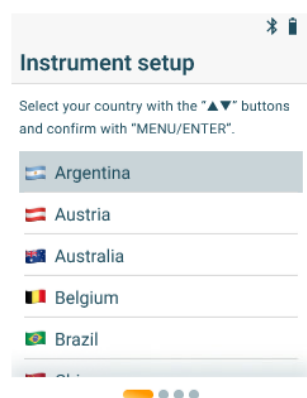 Instrument setup
Select your country with the "▲▼" buttons
and confirm with "MENU/ENTER".
Argentina
Austria
Australia
Belgium
Brazil